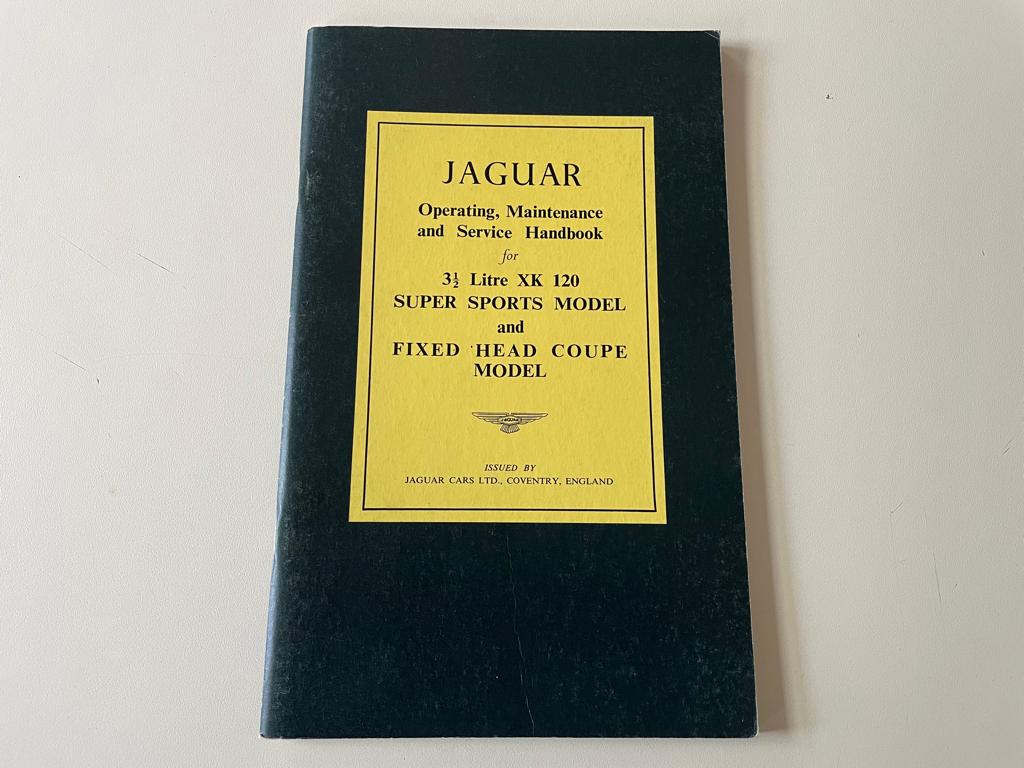 JAGUAR
Operating, Maintenance
and Service Handbook
for
3½ Litre XK 120
SUPER SPORTS MODEL
and
FIXED HEAD COUPE
MODEL
JAGUAR
ISSUED BY
JAGUAR CARS LTD., COVENTRY, ENGLAND